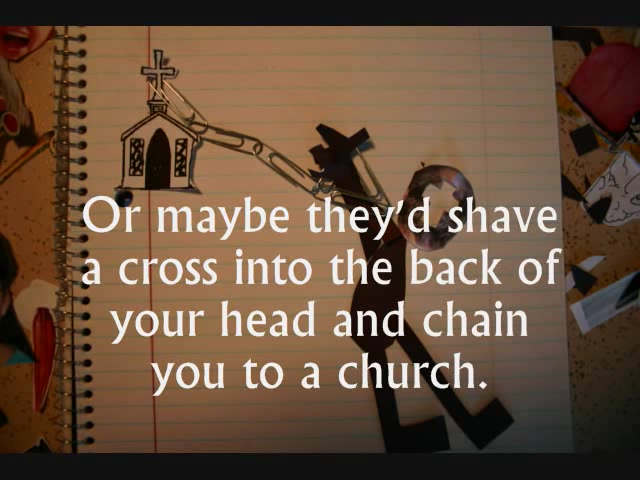 Or maybe they'd shave
a cross into the back of
your head and chain
you to a church.